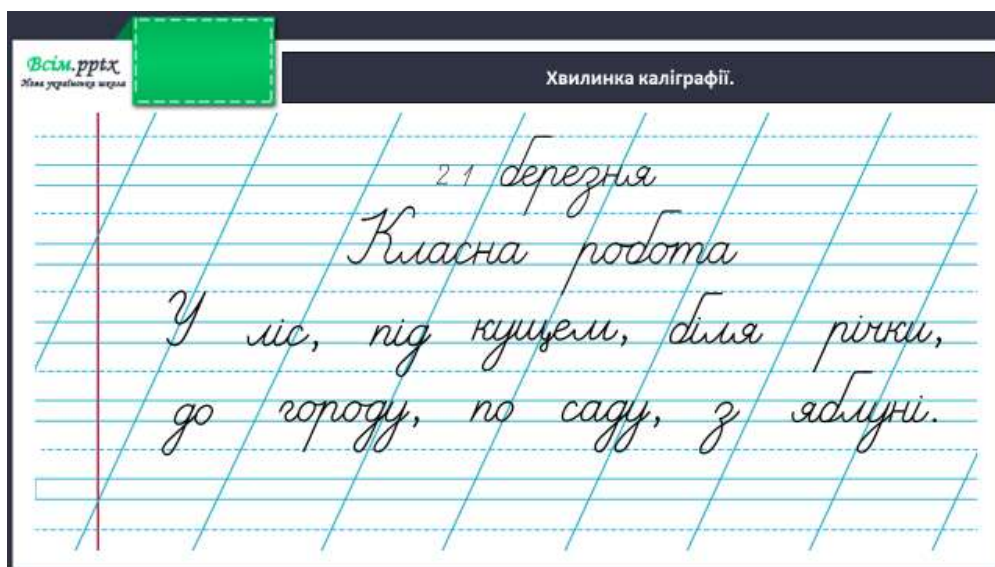 Всім.pptx
Нова українська школа
Хвилинка каліграфії.
21 березня
Класна робота
У ліс, під кущем, біля річки,
до городу, по саду, з яблуні.